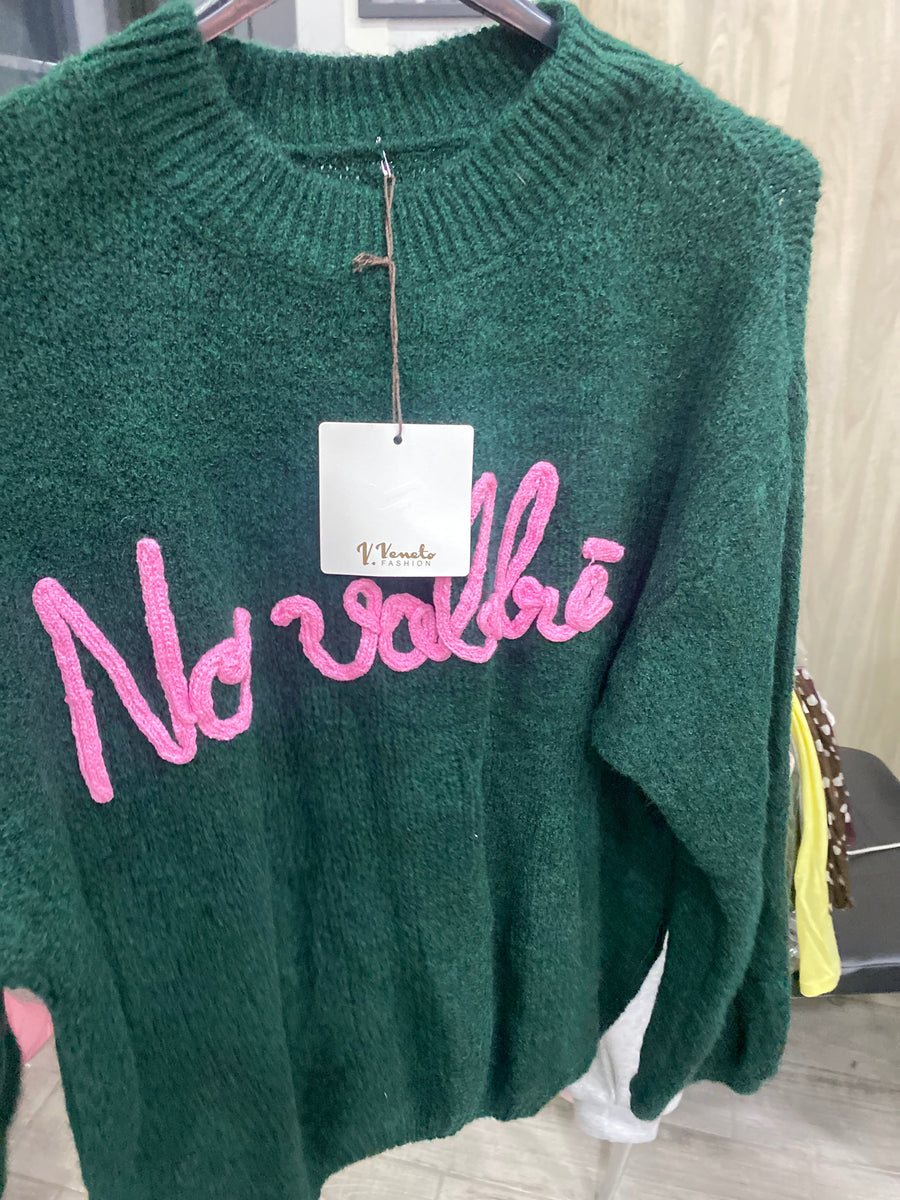 V. Veneto
FASHION
No vabbè